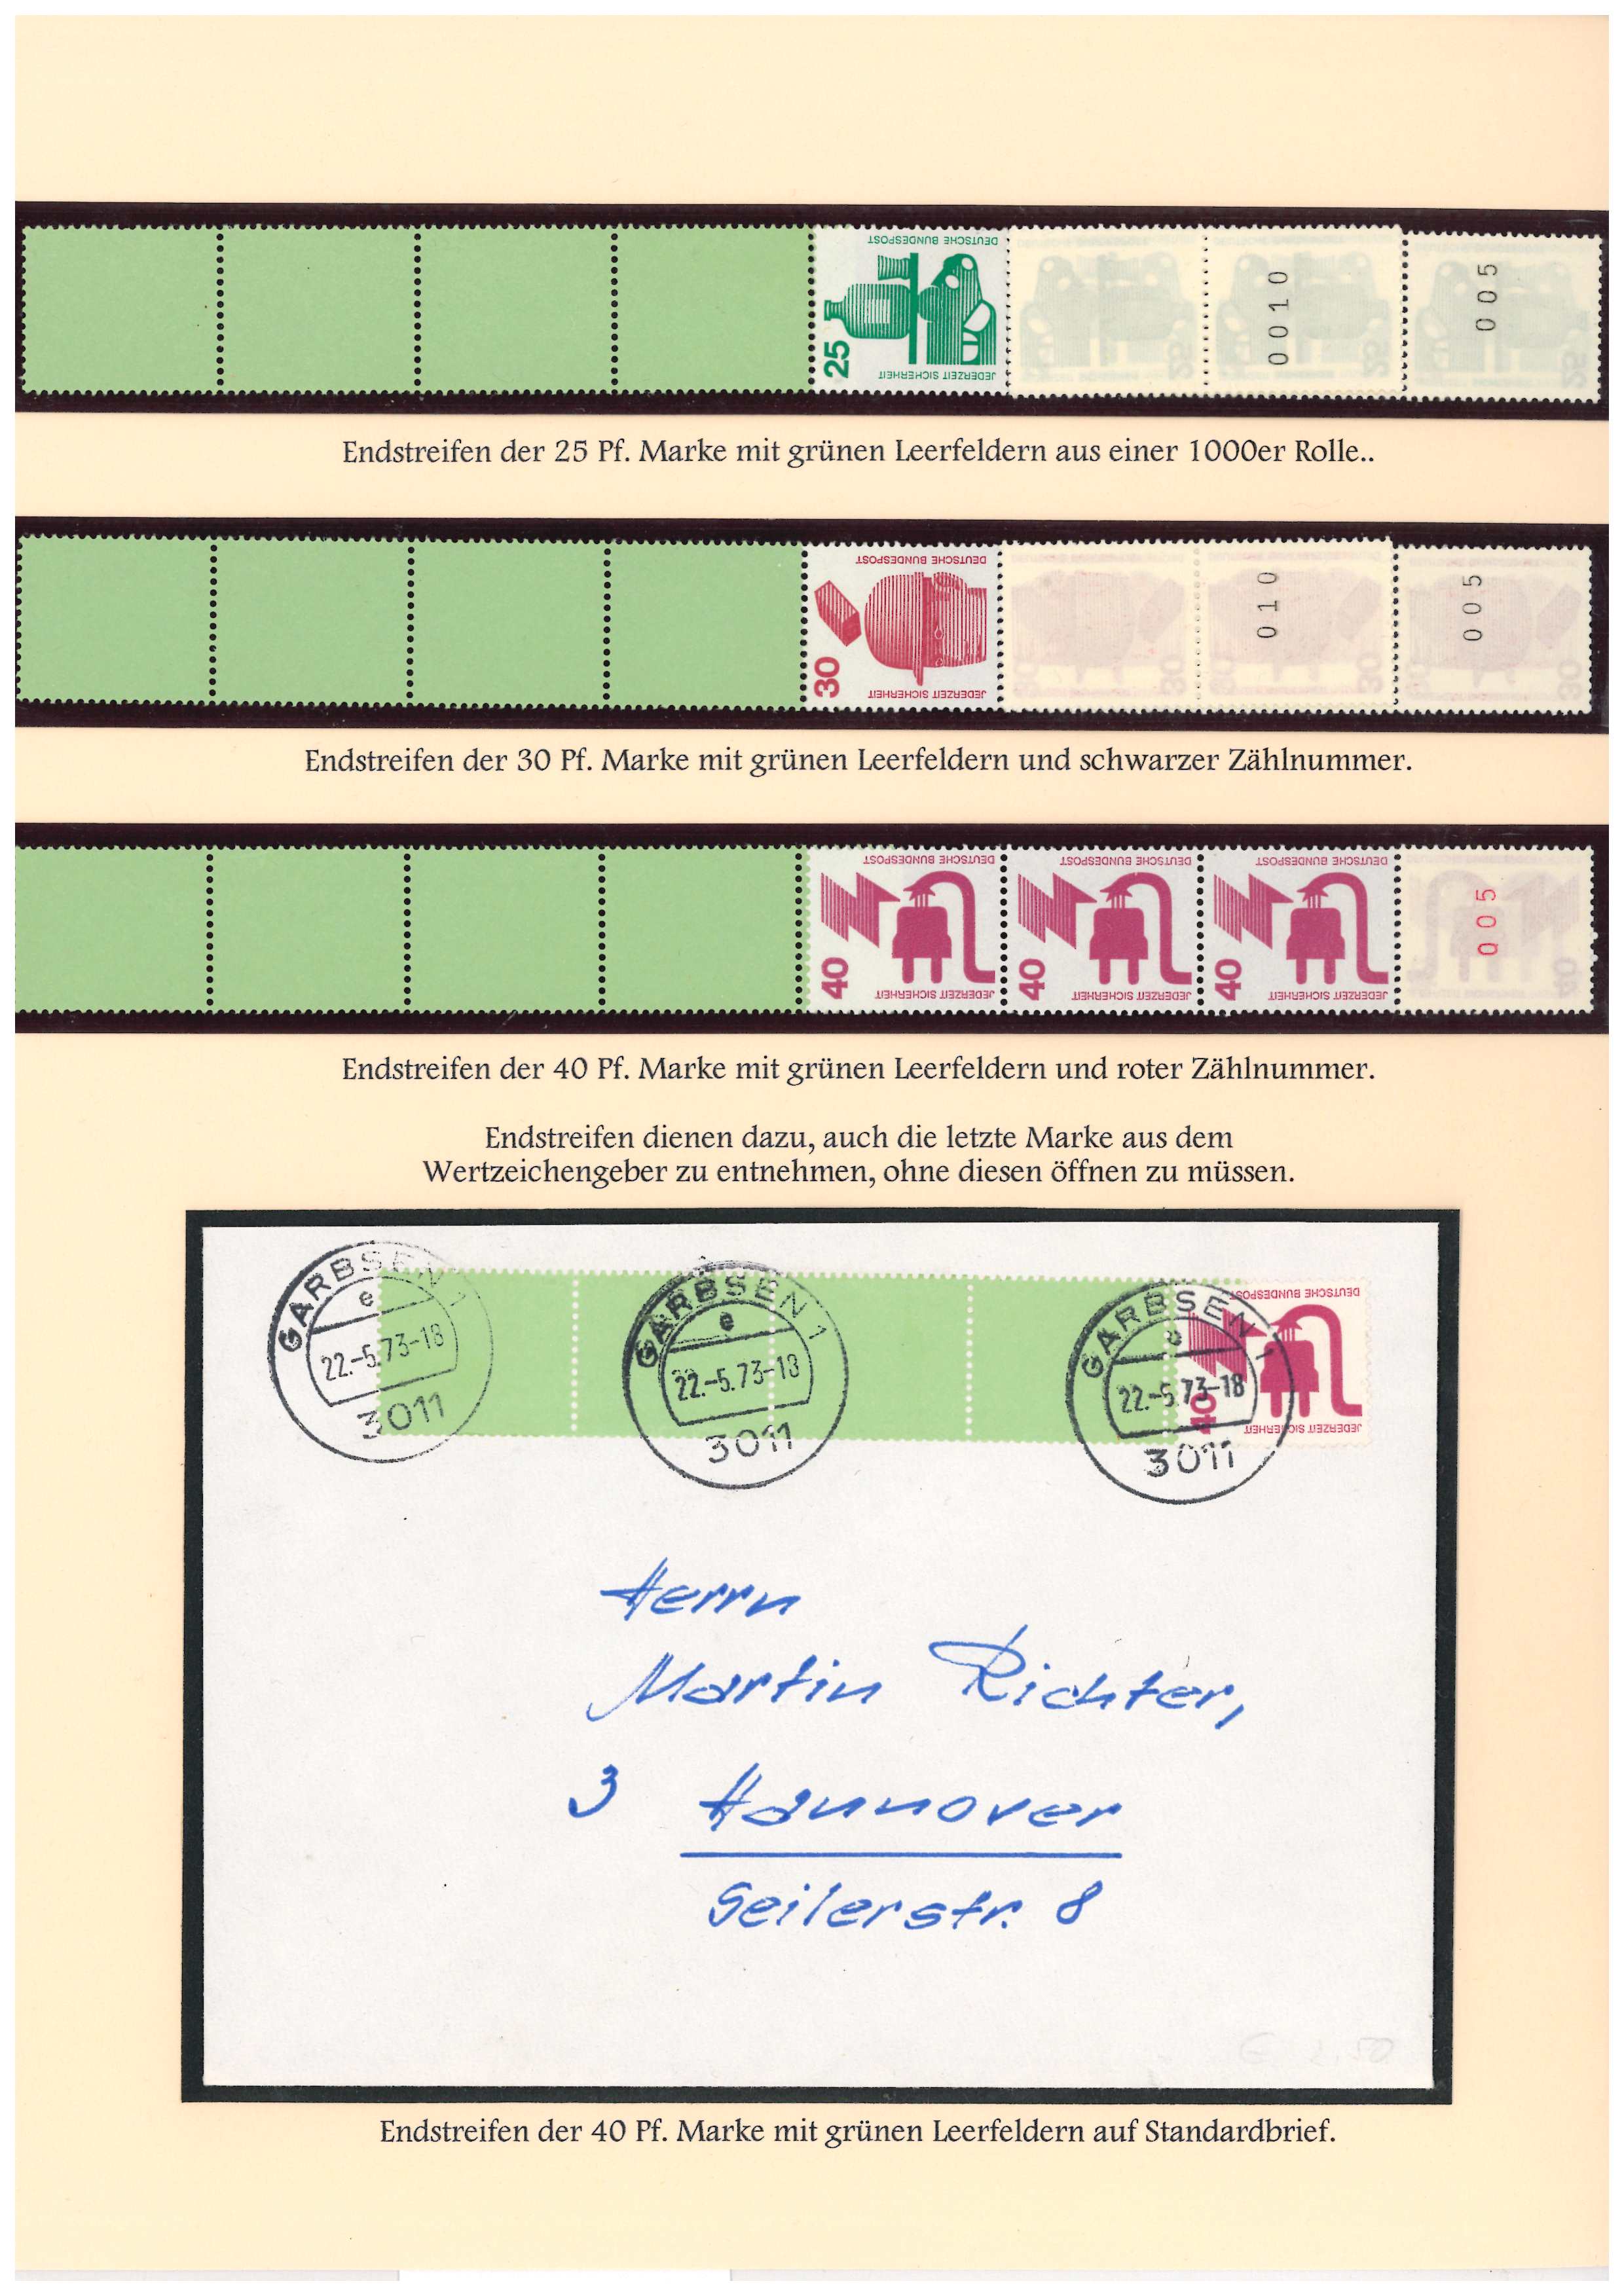 DEUTSCHE BUNDESPOST
25
JEDERZEIT SICHERHEIT
0010
005
Endstreifen der 25 Pf. Marke mit grünen Leerfeldern aus einer 1000er Rolle..
DEUTSCHE BUNDESPOST
30
JEDERZEIT SICHERHEIT
010
005
Endstreifen der 30 Pf. Marke mit grünen Leerfeldern und schwarzer Zählnummer.
DEUTSCHE BUNDESPOST DEUTSCHE BUNDESPOST DEUTSCHE BUNDESPOST
40 40 40
JEDERZEIT SICHERHEIT JEDERZEIT SICHERHEIT JEDERZEIT SICHERHEIT
005
Endstreifen der 40 Pf. Marke mit grünen Leerfeldern und roter Zählnummer.
Endstreifen dienen dazu, auch die letzte Marke aus dem
Wertzeichengeber zu entnehmen, ohne diesen öffnen zu müssen.
GARBSEN 1
e
22.-5.73-18
3011
GARBSEN 1
e
22.-5.73-18
3011
GARBSEN 1
e
22.-5.73-18
3011
DEUTSCHE BUNDESPOST
40
JEDERZEIT SICHERHEIT
Herrn
Martin Richter,
3 Hannover
Seilerstr. 8
Endstreifen der 40 Pf. Marke mit grünen Leerfeldern auf Standardbrief.